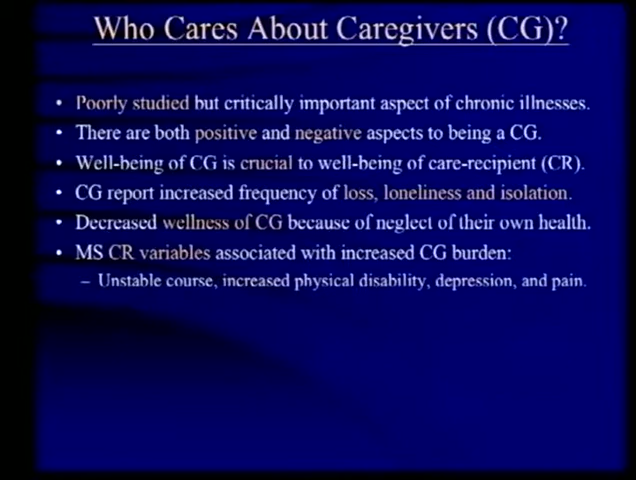 Who Cares About Caregivers (CG)?
• Poorly studied but critically important aspect of chronic illnesses.
• There are both positive and negative aspects to being a CG.
• Well-being of CG is crucial to well-being of care-recipient (CR).
• CG report increased frequency of loss, loneliness and isolation.
• Decreased wellness of CG because of neglect of their own health.
• MS CR variables associated with increased CG burden:
– Unstable course, increased physical disability, depression, and pain.